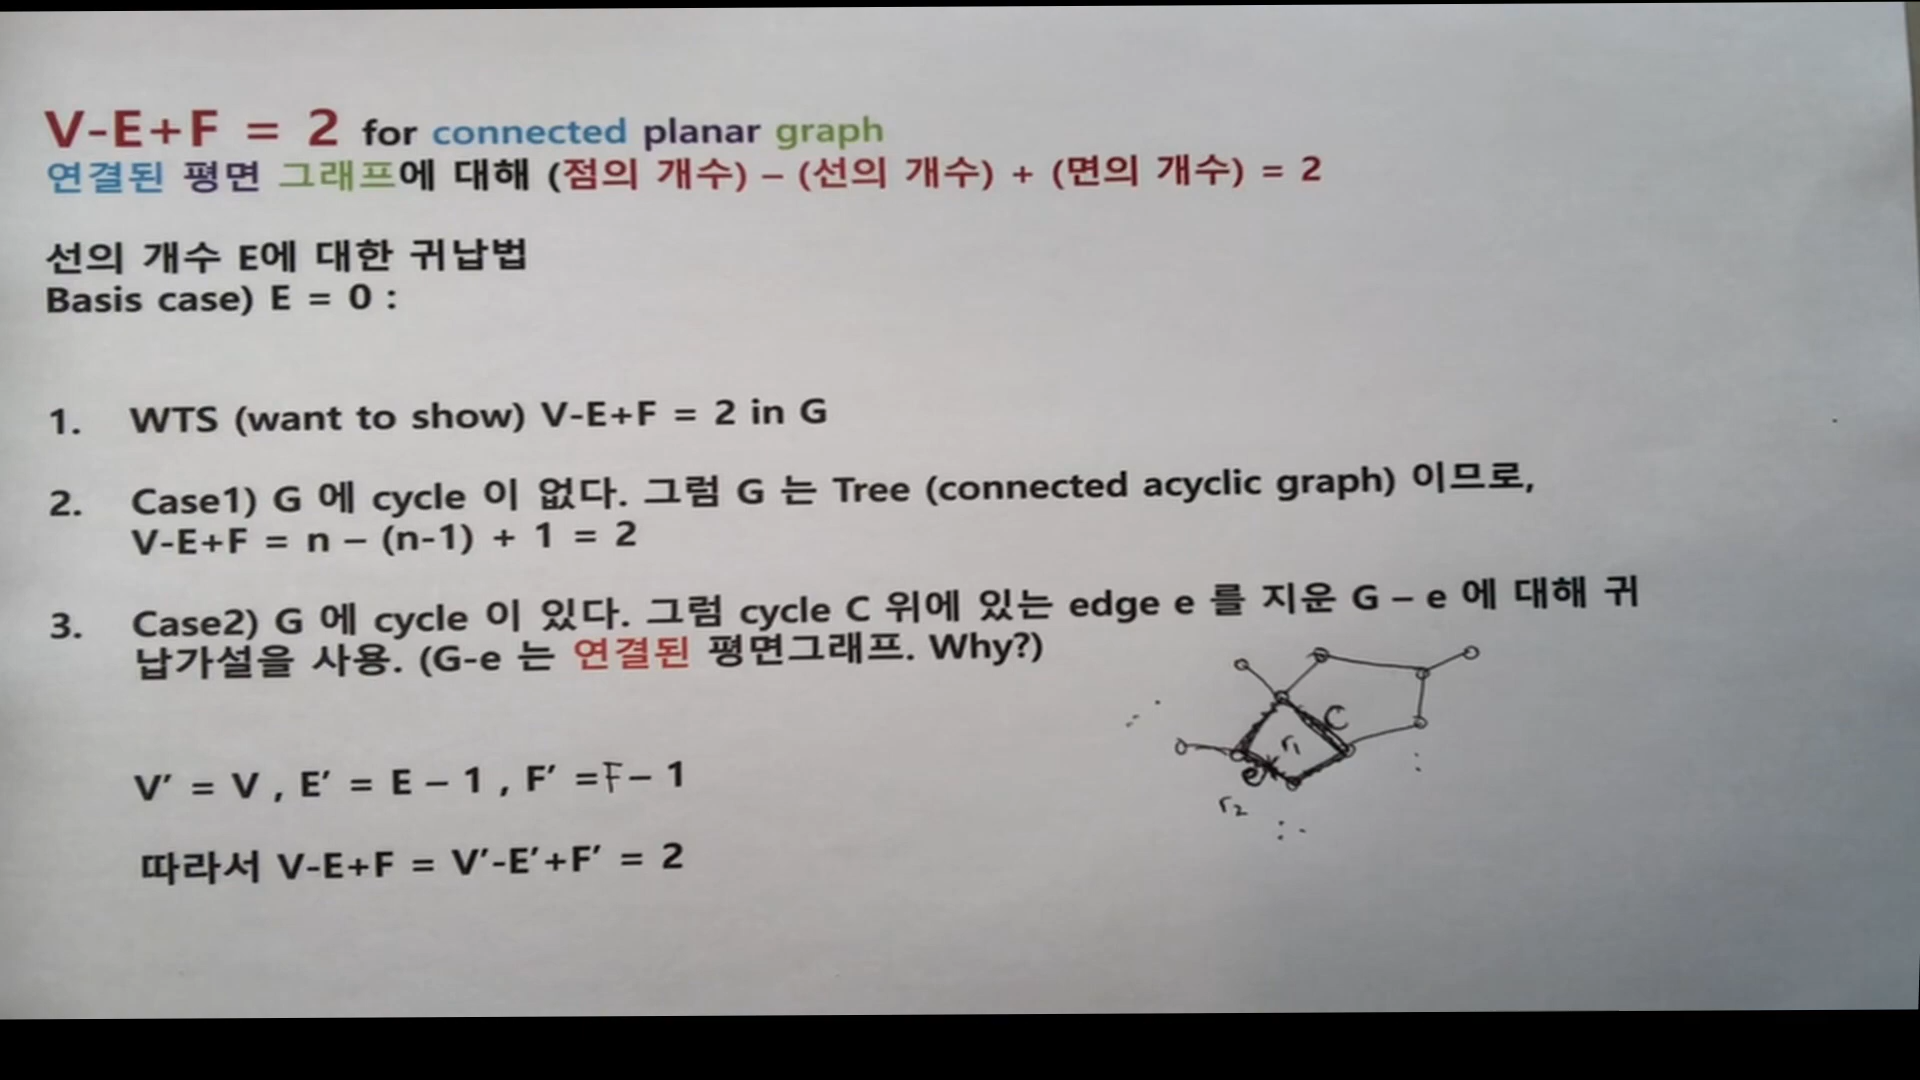 V-E+F = 2 for connected planar graph
연결된 평면 그래프에 대해 (점의 개수) – (선의 개수) + (면의 개수) = 2
선의 개수 E에 대한 귀납법
Basis case) E = 0 :
1. WTS (want to show) V-E+F = 2 in G
2. Case1) G 에 cycle 이 없다. 그럼 G 는 Tree (connected acyclic graph) 이므로,
V-E+F = n – (n-1) + 1 = 2
3. Case2) G 에 cycle 이 있다. 그럼 cycle C 위에 있는 edge e 를 지운 G – e 에 대해 귀
납가설을 사용. (G-e 는 연결된 평면그래프. Why?)
C
r₁
e
r₂
V′ = V , E′ = E – 1 , F′ = F – 1
따라서 V-E+F = V′-E′+F′ = 2